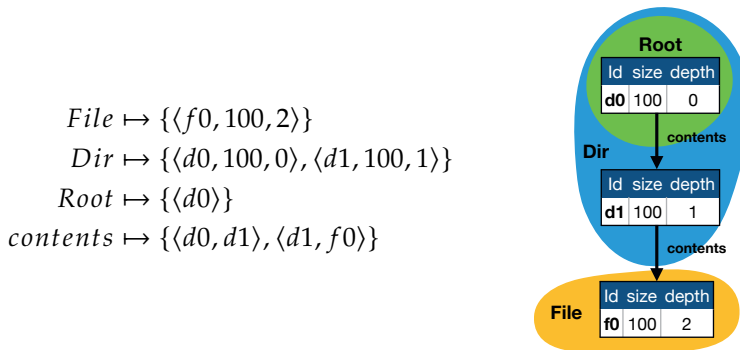 File ↦ {⟨f0, 100, 2⟩}
Dir ↦ {⟨d0, 100, 0⟩, ⟨d1, 100, 1⟩}
Root ↦ {⟨d0⟩}
contents ↦ {⟨d0, d1⟩, ⟨d1, f0⟩}
Root
Id size depth
d0 100 0
contents
Dir
Id size depth
d1 100 1
contents
File
Id size depth
f0 100 2